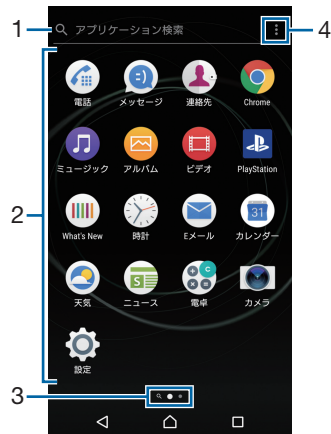 1
アプリケーション検索
4
電話
メッセージ
連絡先
Chrome
2
ミュージック
アルバム
ビデオ
PlayStation
What's New
31
時計
Eメール
カレンダー
天気
S
ニュース
C
電卓
カメラ
設定
3